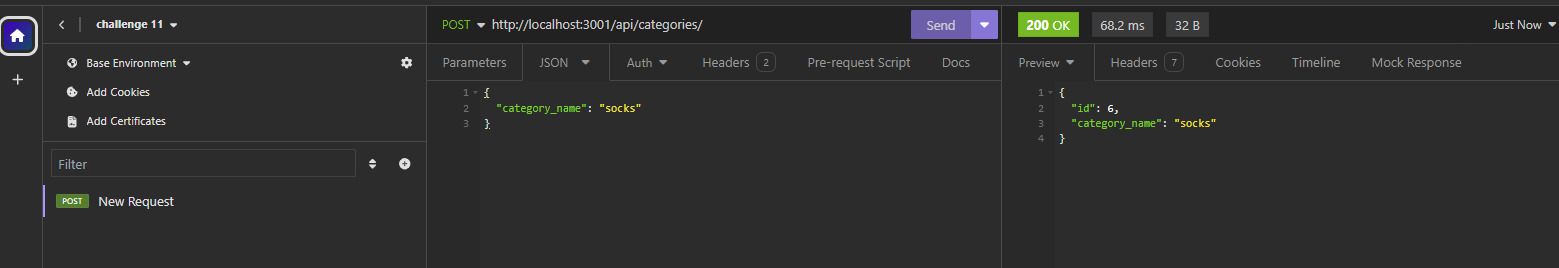 challenge 11
Base Environment
Add Cookies
Add Certificates
Filter
POST New Request
POST http://localhost:3001/api/categories/ Send
Parameters JSON Auth Headers 2 Pre-request Script Docs
1 {
2 "category_name": "socks"
3 }
200 OK 68.2 ms 32 B Just Now
Preview Headers 7 Cookies Timeline Mock Response
1 {
2 "id": 6,
3 "category_name": "socks"
4 }